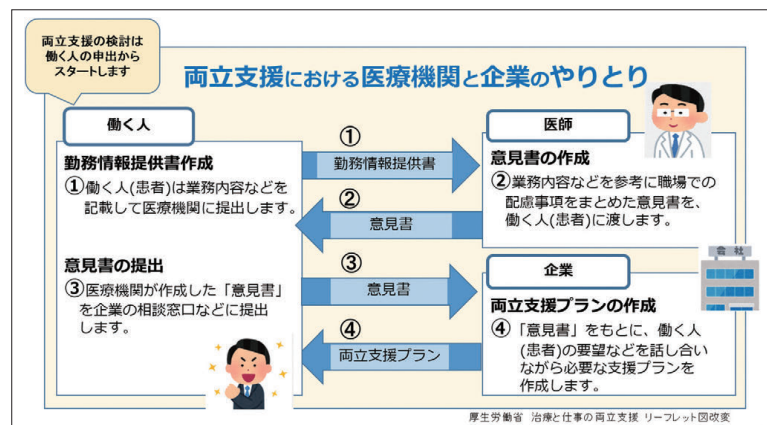 両立支援の検討は
働く人の申出から
スタートします
両立支援における医療機関と企業のやりとり
働く人
勤務情報提供書作成
①働く人(患者)は業務内容などを
記載して医療機関に提出します。
意見書の提出
③医療機関が作成した「意見書」
を企業の相談窓口などに提出
します。
①
勤務情報提供書
②
意見書
③
意見書
④
両立支援プラン
医師
意見書の作成
②業務内容などを参考に職場での
配慮事項をまとめた意見書を、
働く人(患者)に渡します。
会社
企業
両立支援プランの作成
④「意見書」をもとに、働く人
(患者)の要望などを話し合い
ながら必要な支援プランを
作成します。
厚生労働省 治療と仕事の両立支援 リーフレット図改変